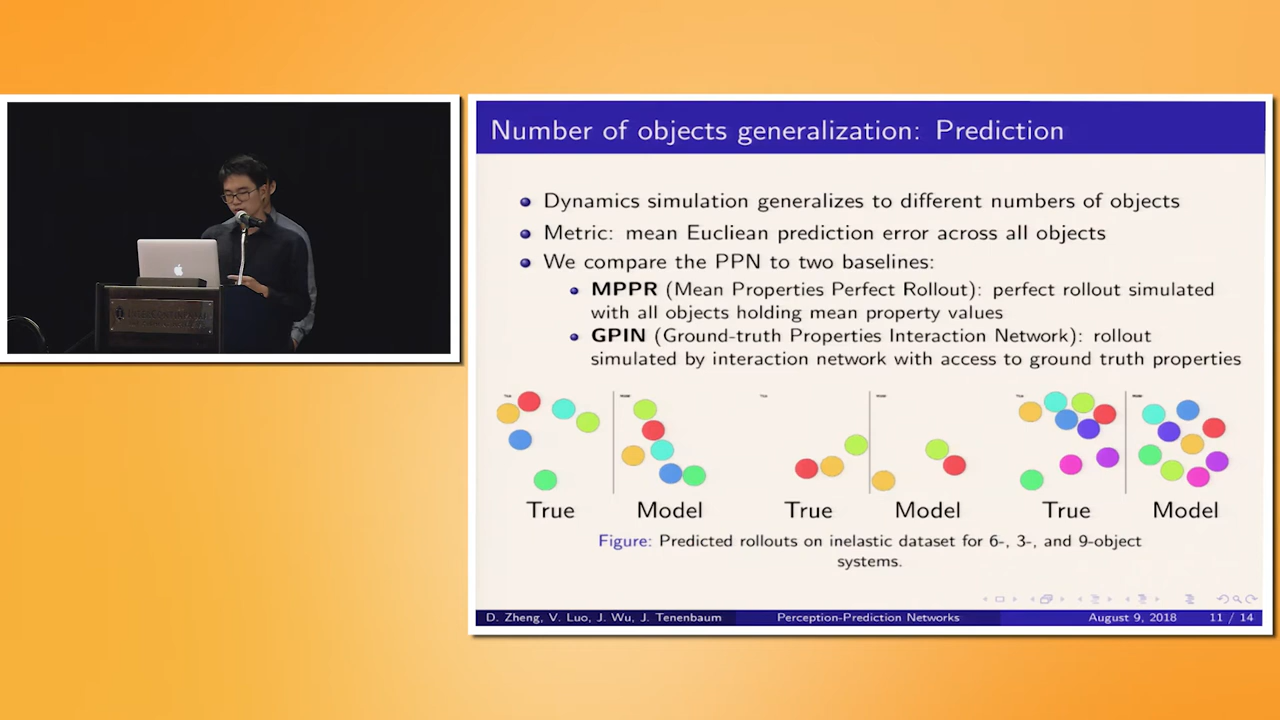 Number of objects generalization: Prediction
Dynamics simulation generalizes to different numbers of objects
Metric: mean Eucliean prediction error across all objects
We compare the PPN to two baselines:
MPPR (Mean Properties Perfect Rollout): perfect rollout simulated
with all objects holding mean property values
GPIN (Ground-truth Properties Interaction Network): rollout
simulated by interaction network with access to ground truth properties
True
Model
True
Model
True
Model
Figure: Predicted rollouts on inelastic dataset for 6-, 3-, and 9-object
systems.
D. Zheng, V. Luo, J. Wu, J. Tenenbaum
Perception-Prediction Networks
August 9, 2018
11 / 14